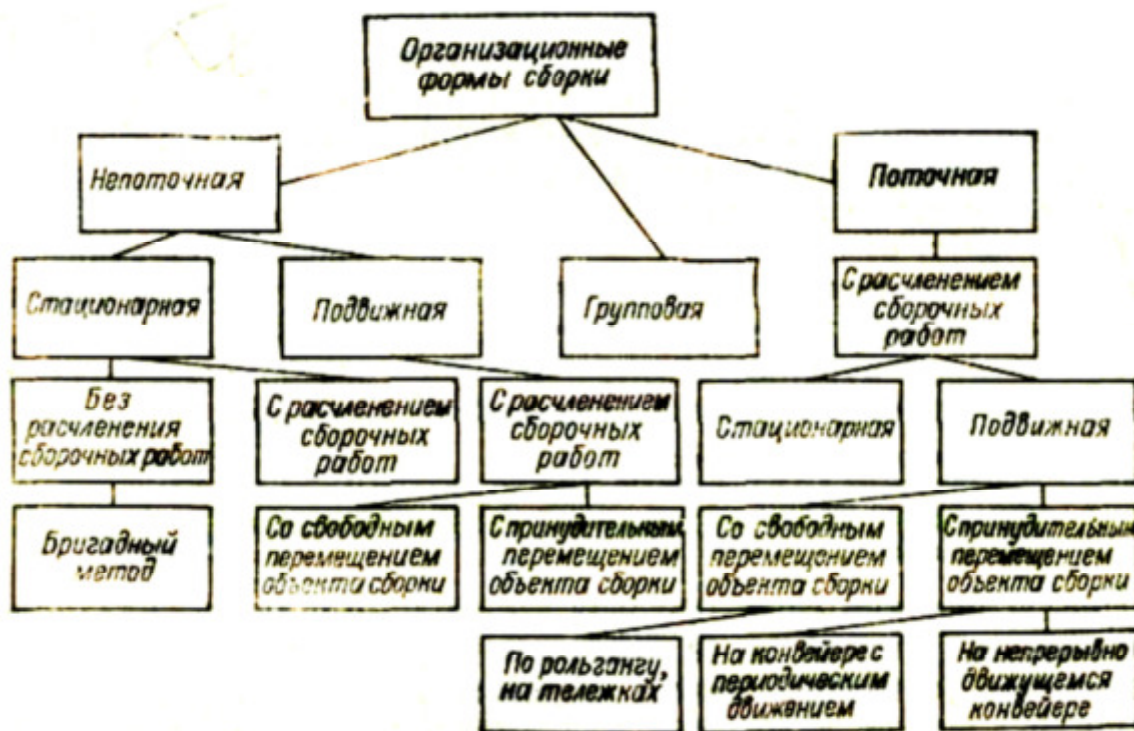 Организационные
формы сборки
Непоточная
Поточная
Стационарная
Подвижная
Групповая
С расчленением
сборочных
работ
Без
расчленения
сборочных работ
С расчленением
сборочных
работ
С расчленением
сборочных
работ
Стационарная
Подвижная
Бригадный
метод
Со свободным
перемещением
объекта сборки
С принудительным
перемещением
объекта сборки
Со свободным
перемещением
объекта сборки
С принудительным
перемещением
объекта сборки
По рольгангу,
на тележках
На конвейере с
периодическим
движением
На непрерывно
движущемся
конвейере